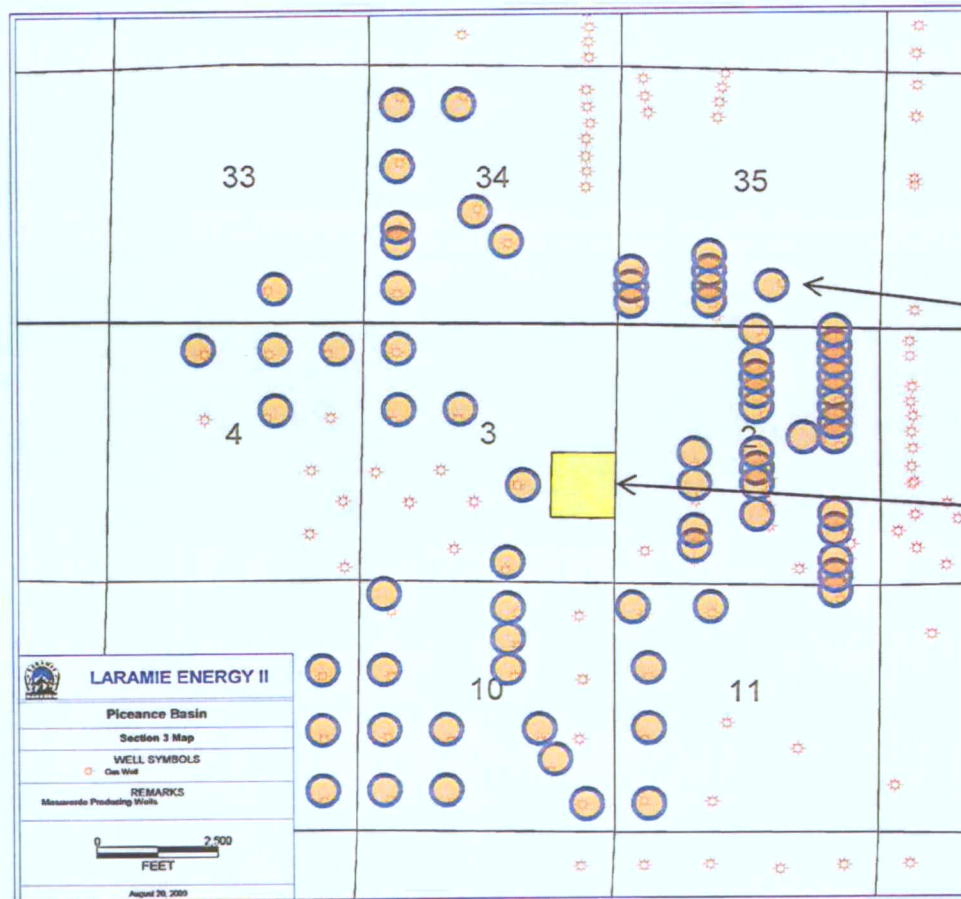 33
34
35
4
3
2
10
11
LARAMIE ENERGY II
Piceance Basin
Section 3 Map
WELL SYMBOLS
Gas Well
REMARKS
Mesaverde Producing Wells
0 2,500
FEET
August 20, 2009